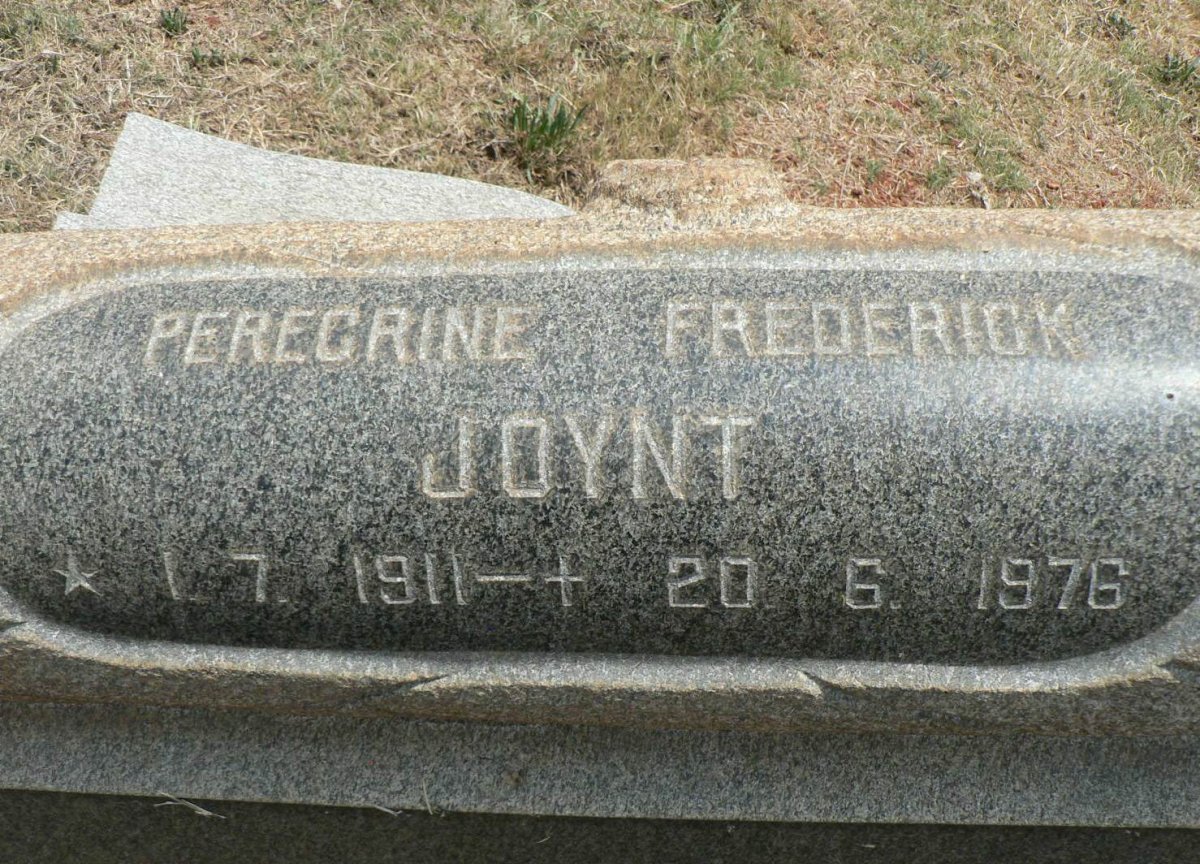 PEREGRINE FREDERICK
JOYNT
★ 1. 7. 1911—† 20. 6. 1976